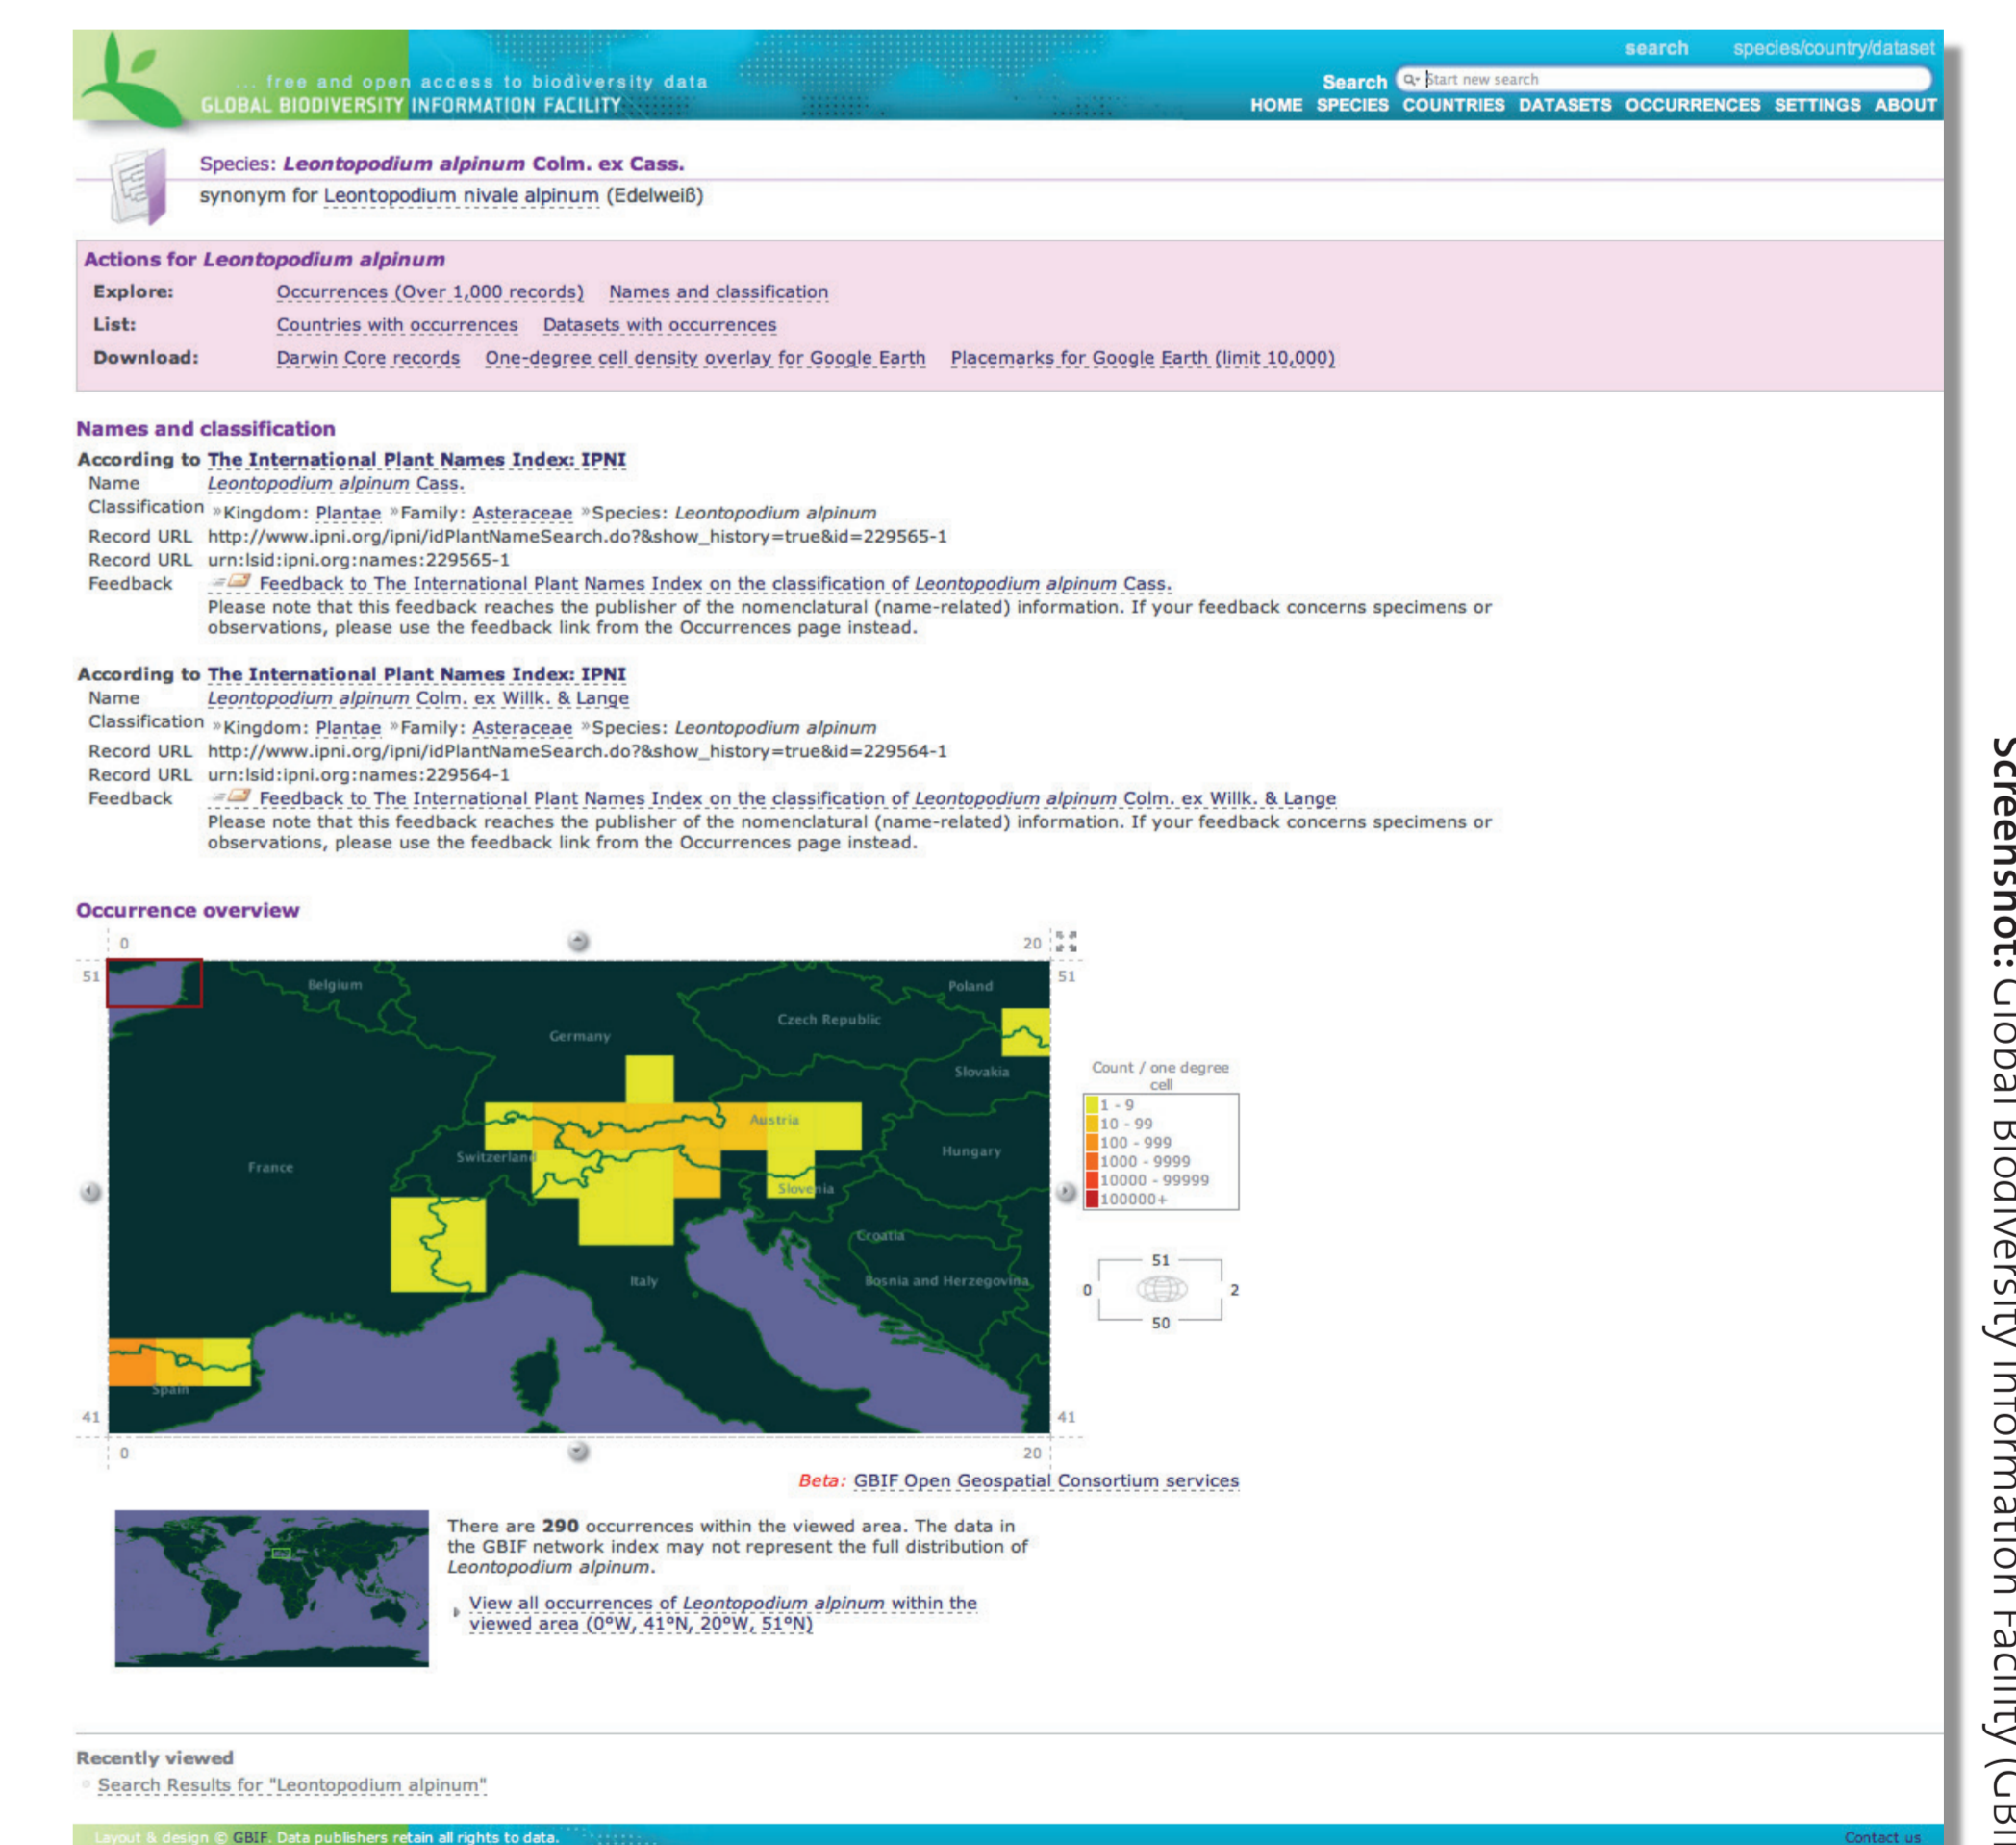 search species/country/dataset
... free and open access to biodiversity data
Search Start new search
GLOBAL BIODIVERSITY INFORMATION FACILITY
HOME SPECIES COUNTRIES DATASETS OCCURRENCES SETTINGS ABOUT
Species: Leontopodium alpinum Colm. ex Cass.
synonym for Leontopodium nivale alpinum (Edelweiß)
Actions for Leontopodium alpinum
Explore: Occurrences (Over 1,000 records) Names and classification
List: Countries with occurrences Datasets with occurrences
Download: Darwin Core records One-degree cell density overlay for Google Earth Placemarks for Google Earth (limit 10,000)
Names and classification
According to The International Plant Names Index: IPNI
Name Leontopodium alpinum Cass.
Classification »Kingdom: Plantae »Family: Asteraceae »Species: Leontopodium alpinum
Record URL http://www.ipni.org/ipni/idPlantNameSearch.do?&show_history=true&id=229565-1
Record URL urn:lsid:ipni.org:names:229565-1
Feedback Feedback to The International Plant Names Index on the classification of Leontopodium alpinum Cass.
Please note that this feedback reaches the publisher of the nomenclatural (name-related) information. If your feedback concerns specimens or
observations, please use the feedback link from the Occurrences page instead.
According to The International Plant Names Index: IPNI
Name Leontopodium alpinum Colm. ex Willk. & Lange
Classification »Kingdom: Plantae »Family: Asteraceae »Species: Leontopodium alpinum
Record URL http://www.ipni.org/ipni/idPlantNameSearch.do?&show_history=true&id=229564-1
Record URL urn:lsid:ipni.org:names:229564-1
Feedback Feedback to The International Plant Names Index on the classification of Leontopodium alpinum Colm. ex Willk. & Lange
Please note that this feedback reaches the publisher of the nomenclatural (name-related) information. If your feedback concerns specimens or
observations, please use the feedback link from the Occurrences page instead.
Occurrence overview
0 20
51 51
Belgium
Poland
Czech Republic
Germany
Slovakia
Austria
Switzerland
Hungary
France
Slovenia
Croatia
Italy
Bosnia and Herzegovina
Spain
41 41
0 20
Count / one degree
cell
1 - 9
10 - 99
100 - 999
1000 - 9999
10000 - 99999
100000+
51
0 2
50
Beta: GBIF Open Geospatial Consortium services
There are 290 occurrences within the viewed area. The data in
the GBIF network index may not represent the full distribution of
Leontopodium alpinum.
View all occurrences of Leontopodium alpinum within the
viewed area (0°W, 41°N, 20°W, 51°N)
Recently viewed
Search Results for "Leontopodium alpinum"
Layout & design © GBIF. Data publishers retain all rights to data.
Contact us
Screenshot: Global Biodiversity Information Facility (GBI